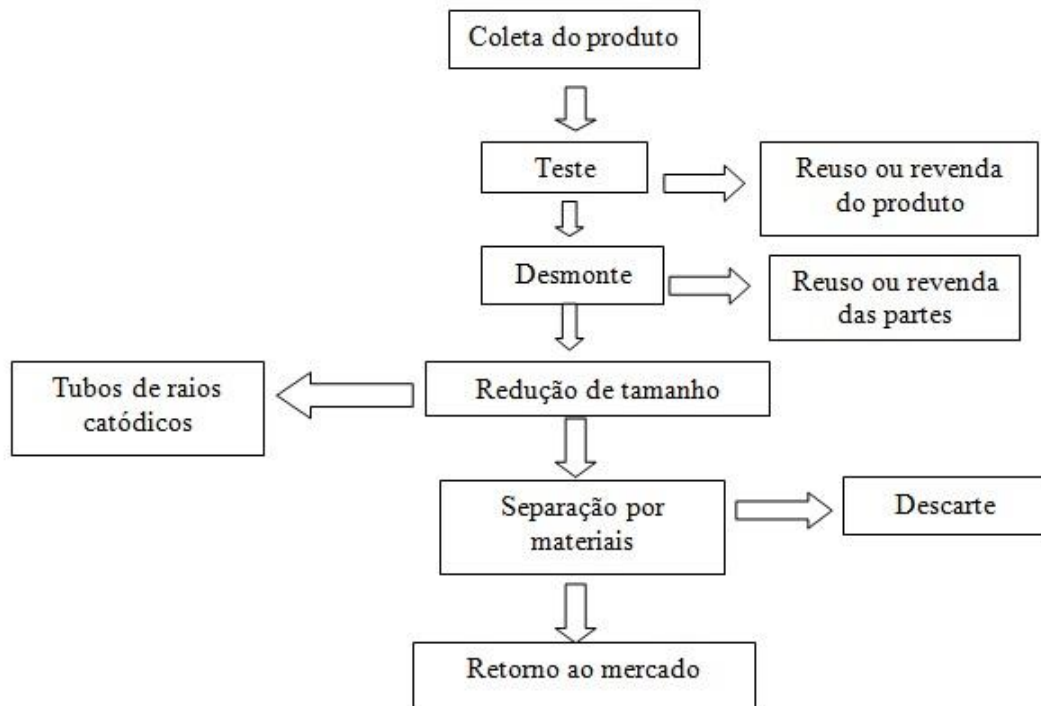 Coleta do produto
Teste
Reuso ou revenda
do produto
Desmonte
Reuso ou revenda
das partes
Tubos de raios
catódicos
Redução de tamanho
Separação por
materiais
Descarte
Retorno ao mercado